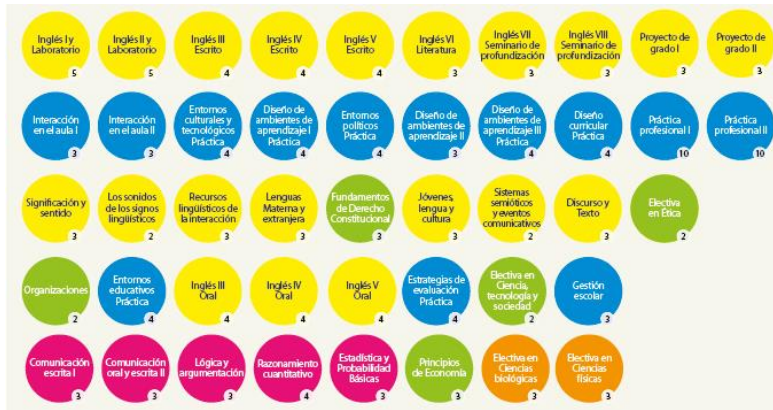 Inglés I y
Laboratorio
5
Inglés II y
Laboratorio
5
Inglés III
Escrito
4
Inglés IV
Escrito
4
Inglés V
Escrito
4
Inglés VI
Literatura
3
Inglés VII
Seminario de
profundización
3
Inglés VIII
Seminario de
profundización
3
Proyecto de
grado I
3
Proyecto de
grado II
3
Interacción
en el aula I
3
Interacción
en el aula II
3
Entornos
culturales y
tecnológicos
Práctica
4
Diseño de
ambientes de
aprendizaje I
Práctica
4
Entornos
políticos
Práctica
4
Diseño de
ambientes de
aprendizaje II
3
Diseño de
ambientes de
aprendizaje III
Práctica
4
Diseño
curricular
Práctica
4
Práctica
profesional I
10
Práctica
profesional II
10
Significación y
sentido
3
Los sonidos
de los signos
lingüísticos
2
Recursos
lingüísticos de
la interacción
3
Lenguas
Materna y
extranjera
3
Fundamentos
de Derecho
Constitucional
3
Jóvenes,
lengua y
cultura
3
Sistemas
semióticos
y eventos
comunicativos
2
Discurso y
Texto
3
Electiva
en Ética
2
Organizaciones
2
Entornos
educativos
Práctica
4
Inglés III
Oral
4
Inglés IV
Oral
4
Inglés V
Oral
4
Estrategias de
evaluación
Práctica
4
Electiva en
Ciencia,
tecnología y
sociedad
2
Gestión
escolar
3
Comunicación
escrita I
3
Comunicación
oral y escrita II
3
Lógica y
argumentación
3
Razonamiento
cuantitativo
4
Estadística y
Probabilidad
Básicas
3
Principios
de Economía
3
Electiva en
Ciencias
biológicas
3
Electiva en
Ciencias
físicas
3